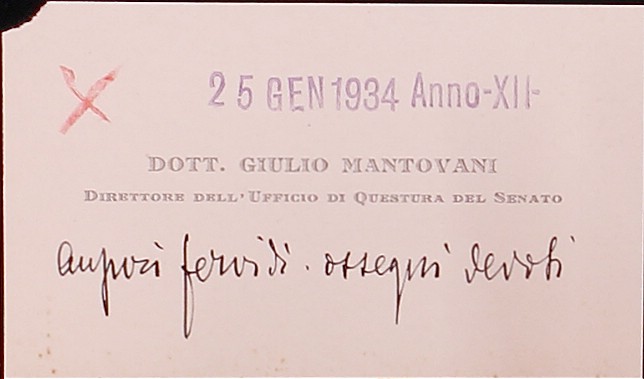 25 GEN 1934 Anno-XII-
DOTT. GIULIO MANTOVANI
DIRETTORE DELL'UFFICIO DI QUESTURA DEL SENATO
auguri fervidi. ossequi devoti